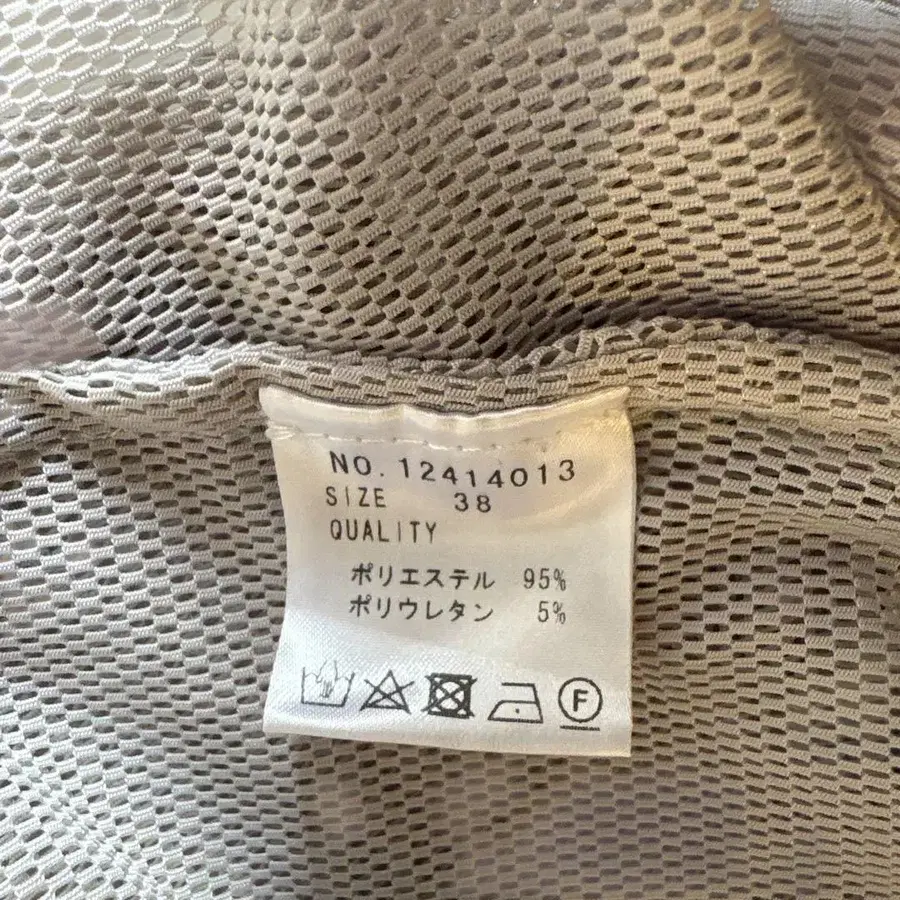 NO. 12414013
SIZE 38
QUALITY
ポリエステル 95%
ポリウレタン 5%
F